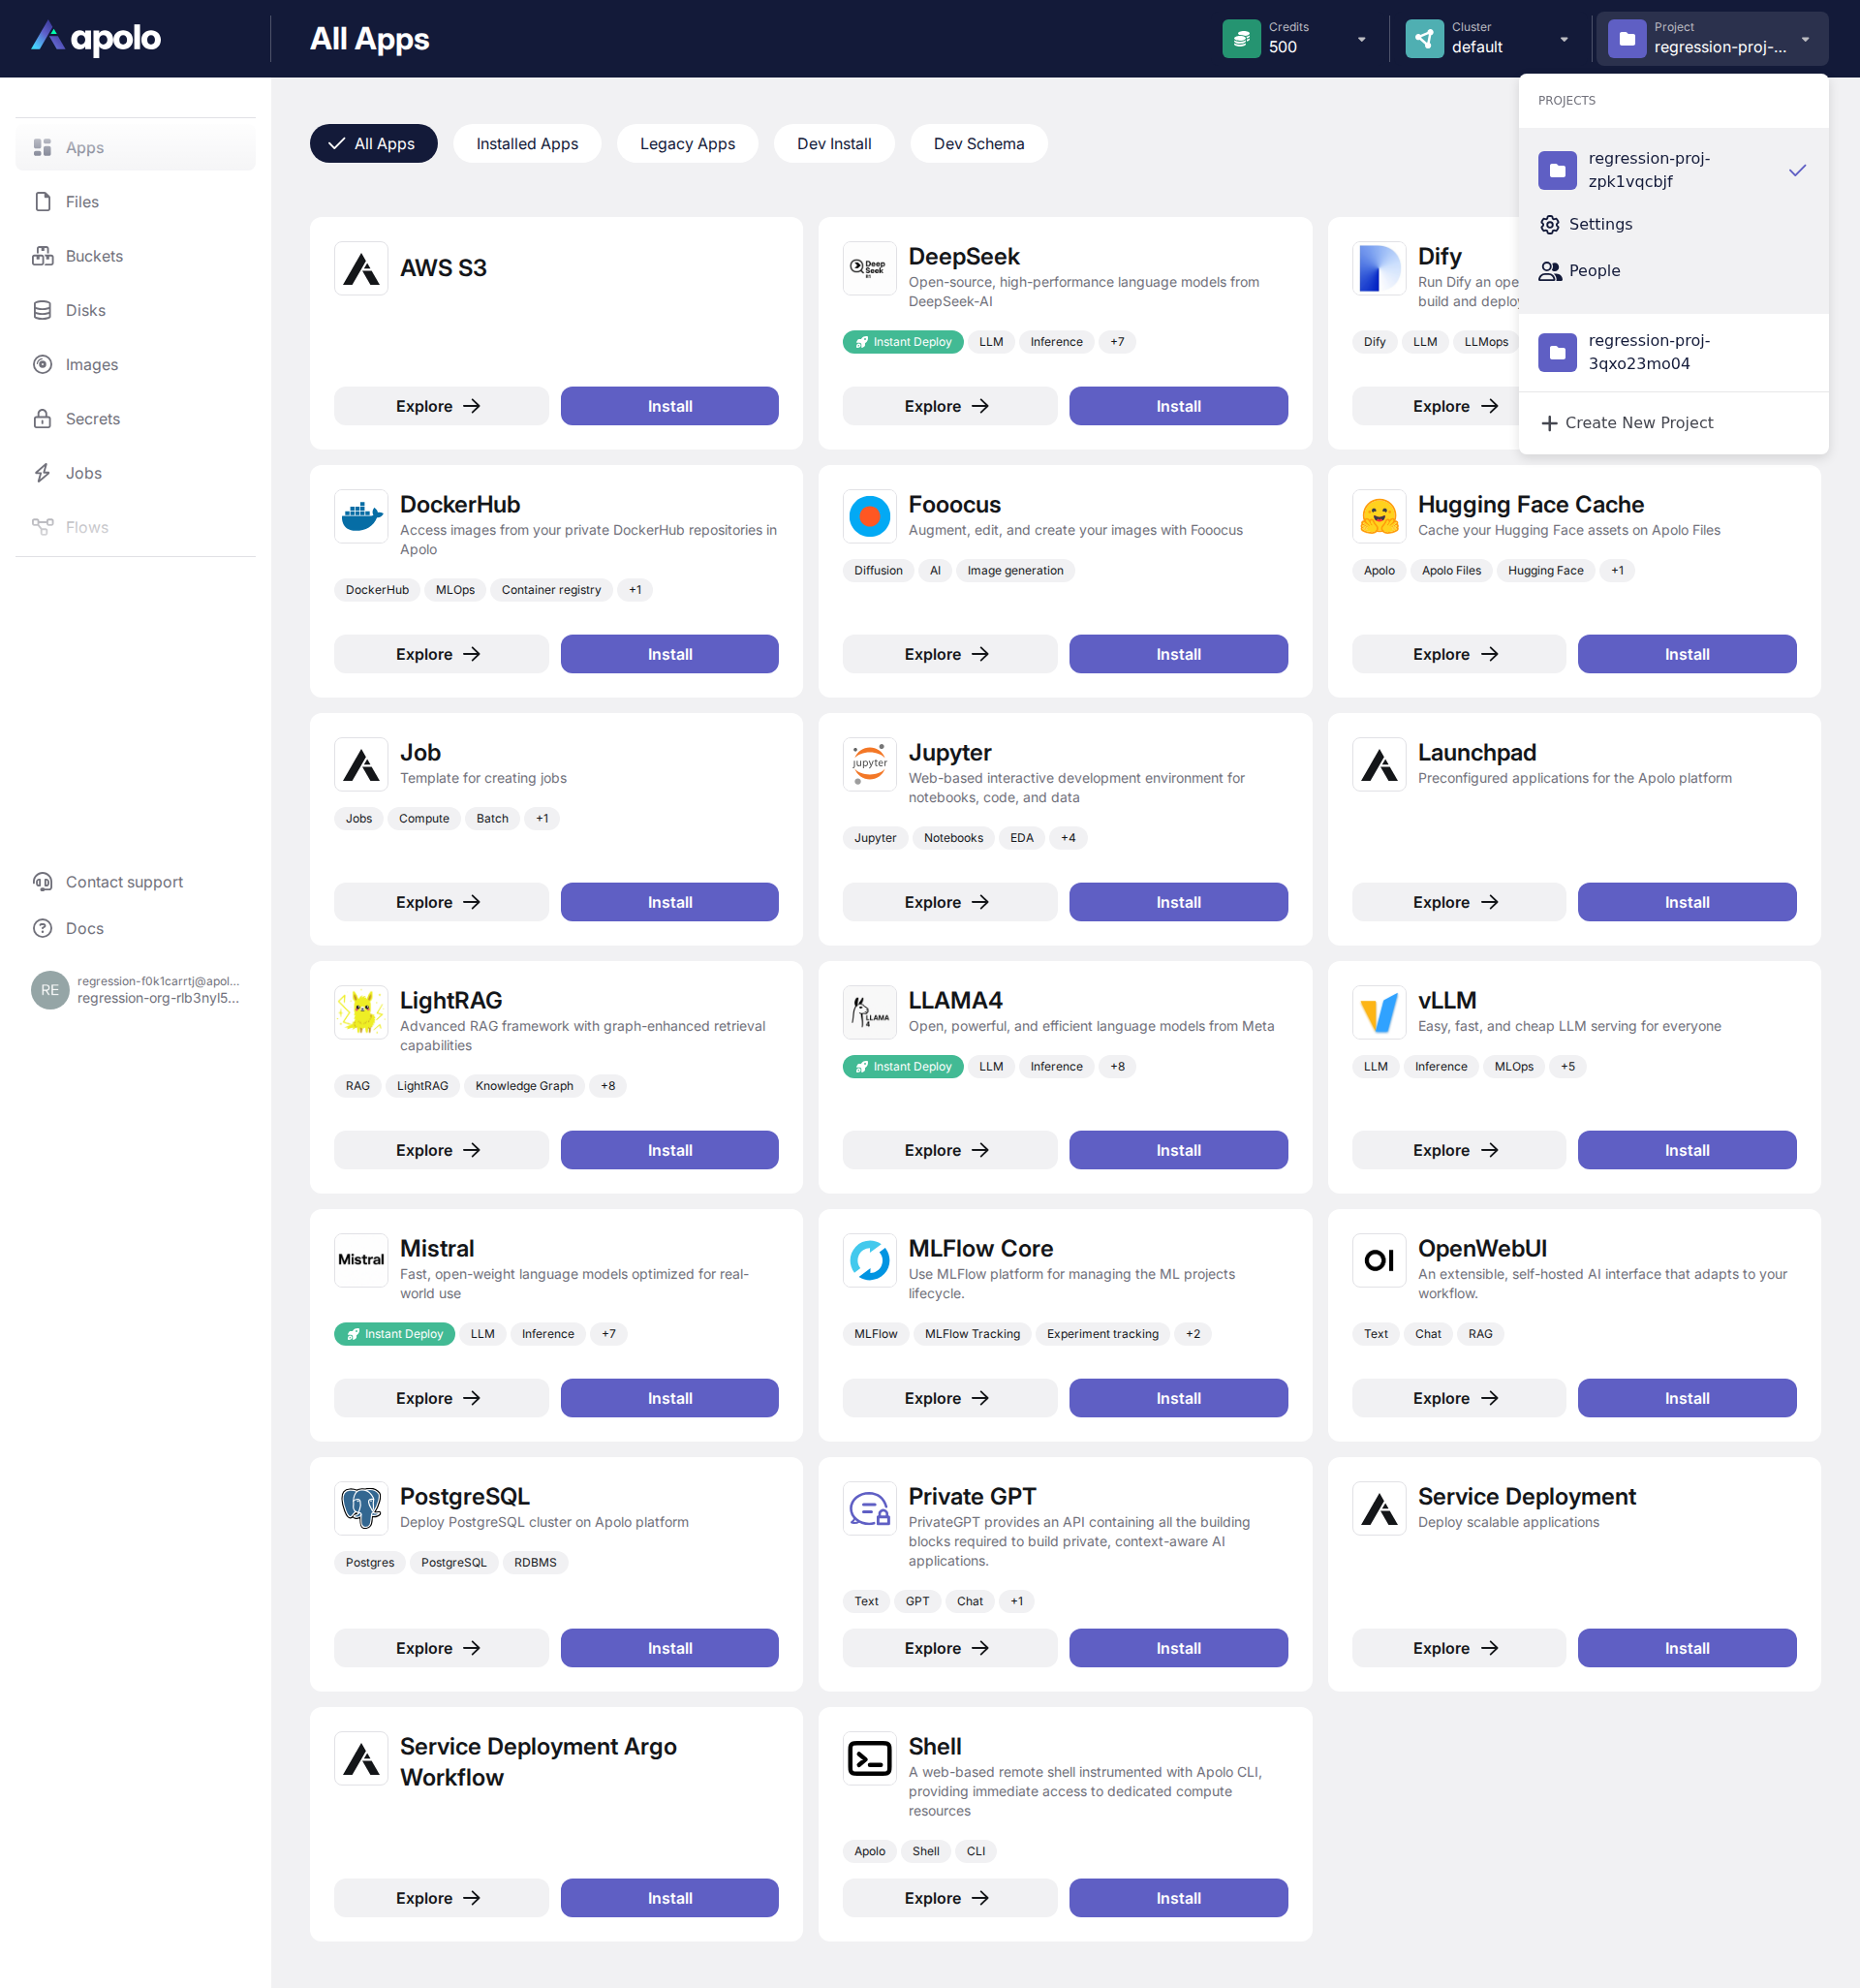 apolo
All Apps
Credits
500
Cluster
default
Project
regression-proj-...
PROJECTS
regression-proj-
zpk1vqcbjf
Settings
People
regression-proj-
3qxo23mo04
Create New Project
Apps
Files
Buckets
Disks
Images
Secrets
Jobs
Flows
Contact support
Docs
RE
regression-f0k1carrtj@apol...
regression-org-rlb3nyl5...
All Apps
Installed Apps
Legacy Apps
Dev Install
Dev Schema
AWS S3
Explore
Install
Deep
Seek
R1
DeepSeek
Open-source, high-performance language models from
DeepSeek-AI
Instant Deploy
LLM
Inference
+7
Explore
Install
Dify
Run Dify an ope
build and deploy
Dify
LLM
LLMops
Explore
DockerHub
Access images from your private DockerHub repositories in
Apolo
DockerHub
MLOps
Container registry
+1
Explore
Install
Fooocus
Augment, edit, and create your images with Fooocus
Diffusion
AI
Image generation
Explore
Install
Hugging Face Cache
Cache your Hugging Face assets on Apolo Files
Apolo
Apolo Files
Hugging Face
+1
Explore
Install
Job
Template for creating jobs
Jobs
Compute
Batch
+1
Explore
Install
jupyter
Jupyter
Web-based interactive development environment for
notebooks, code, and data
Jupyter
Notebooks
EDA
+4
Explore
Install
Launchpad
Preconfigured applications for the Apolo platform
Explore
Install
LightRAG
Advanced RAG framework with graph-enhanced retrieval
capabilities
RAG
LightRAG
Knowledge Graph
+8
Explore
Install
LLAMA
4
LLAMA4
Open, powerful, and efficient language models from Meta
Instant Deploy
LLM
Inference
+8
Explore
Install
vLLM
Easy, fast, and cheap LLM serving for everyone
LLM
Inference
MLOps
+5
Explore
Install
Mistral
Mistral
Fast, open-weight language models optimized for real-
world use
Instant Deploy
LLM
Inference
+7
Explore
Install
MLFlow Core
Use MLFlow platform for managing the ML projects
lifecycle.
MLFlow
MLFlow Tracking
Experiment tracking
+2
Explore
Install
OI
OpenWebUI
An extensible, self-hosted AI interface that adapts to your
workflow.
Text
Chat
RAG
Explore
Install
PostgreSQL
Deploy PostgreSQL cluster on Apolo platform
Postgres
PostgreSQL
RDBMS
Explore
Install
Private GPT
PrivateGPT provides an API containing all the building
blocks required to build private, context-aware AI
applications.
Text
GPT
Chat
+1
Explore
Install
Service Deployment
Deploy scalable applications
Explore
Install
Service Deployment Argo
Workflow
Explore
Install
Shell
A web-based remote shell instrumented with Apolo CLI,
providing immediate access to dedicated compute
resources
Apolo
Shell
CLI
Explore
Install